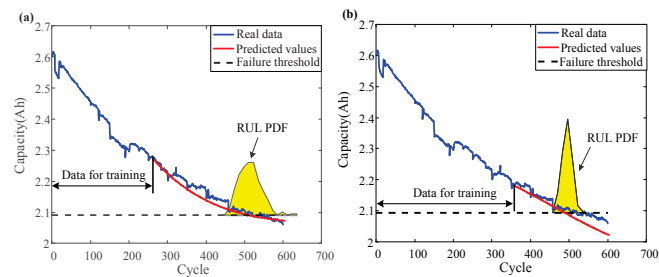 (a)
Real data
Predicted values
Failure threshold
RUL PDF
Data for training
Capacity(Ah)
2.7
2.6
2.5
2.4
2.3
2.2
2.1
2
0 100 200 300 400 500 600 700
Cycle
(b)
Real data
Predicted values
Failure threshold
RUL PDF
Data for training
Capacity(Ah)
2.7
2.6
2.5
2.4
2.3
2.2
2.1
2
0 100 200 300 400 500 600 700
Cycle